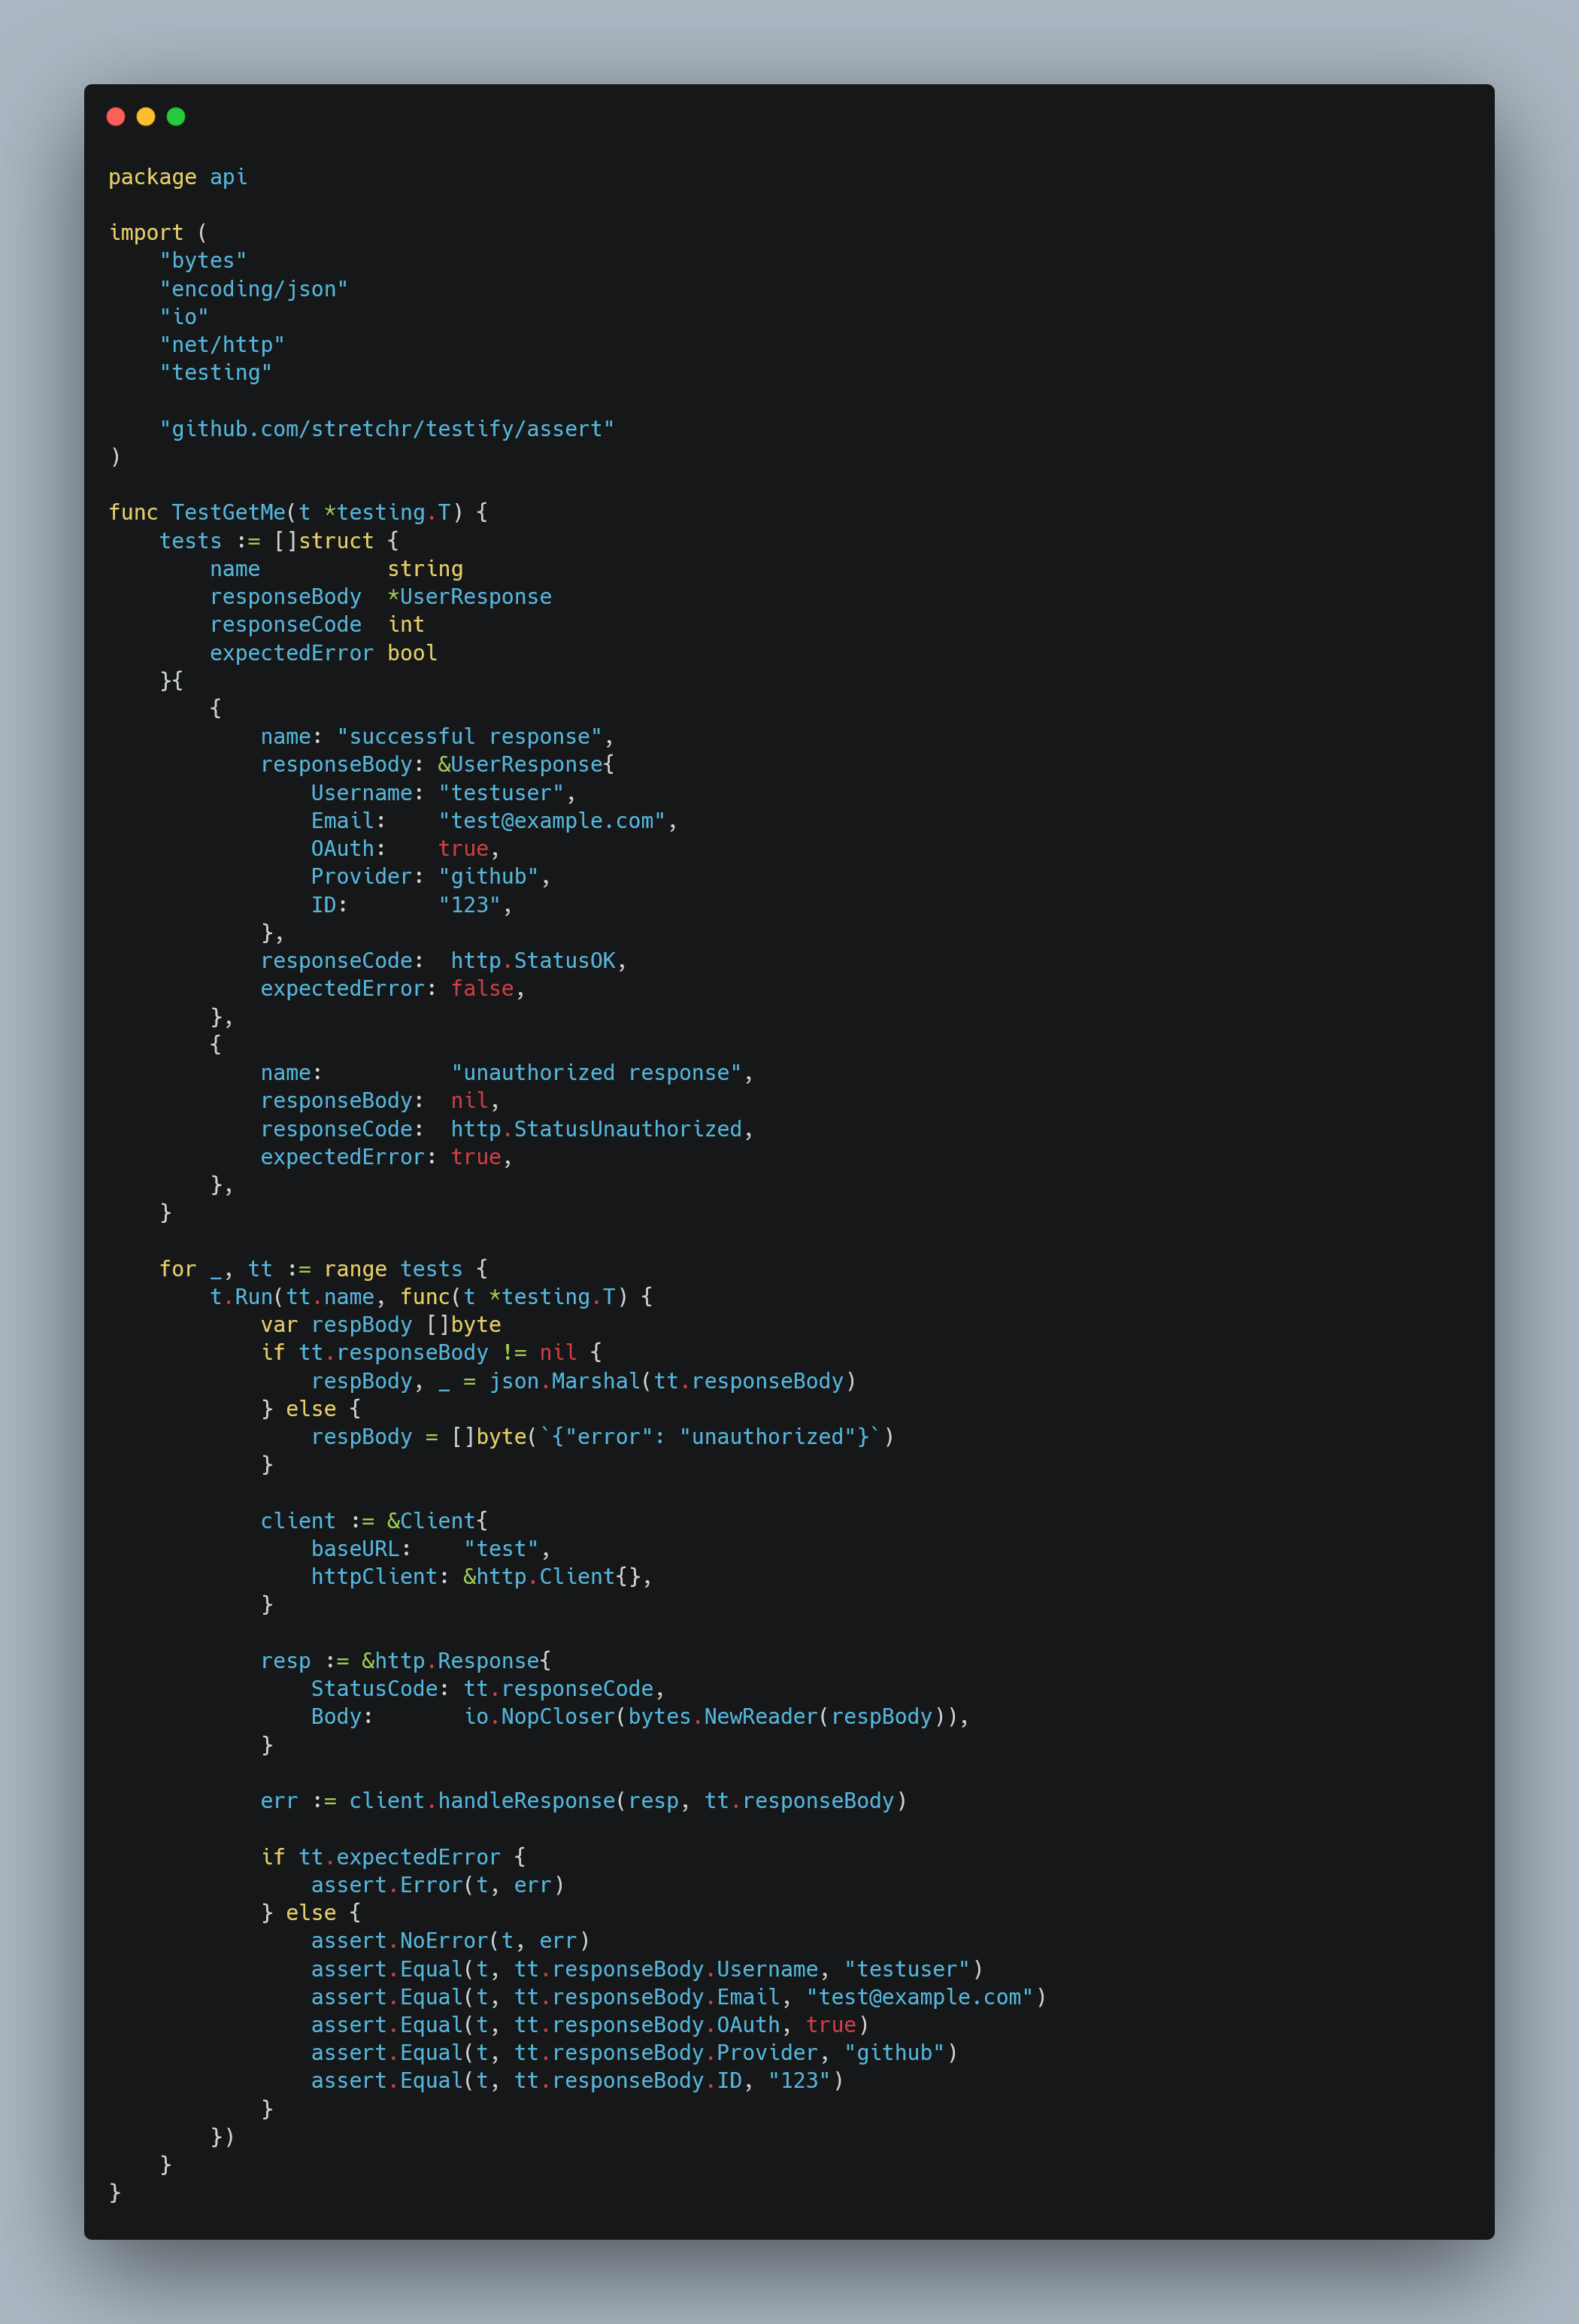 package api

import (
    "bytes"
    "encoding/json"
    "io"
    "net/http"
    "testing"

    "github.com/stretchr/testify/assert"
)

func TestGetMe(t *testing.T) {
    tests := []struct {
        name          string
        responseBody  *UserResponse
        responseCode  int
        expectedError bool
    }{
        {
            name: "successful response",
            responseBody: &UserResponse{
                Username: "testuser",
                Email:    "test@example.com",
                OAuth:    true,
                Provider: "github",
                ID:       "123",
            },
            responseCode:  http.StatusOK,
            expectedError: false,
        },
        {
            name:          "unauthorized response",
            responseBody:  nil,
            responseCode:  http.StatusUnauthorized,
            expectedError: true,
        },
    }

    for _, tt := range tests {
        t.Run(tt.name, func(t *testing.T) {
            var respBody []byte
            if tt.responseBody != nil {
                respBody, _ = json.Marshal(tt.responseBody)
            } else {
                respBody = []byte(`{"error": "unauthorized"}`)
            }

            client := &Client{
                baseURL:    "test",
                httpClient: &http.Client{},
            }

            resp := &http.Response{
                StatusCode: tt.responseCode,
                Body:       io.NopCloser(bytes.NewReader(respBody)),
            }

            err := client.handleResponse(resp, tt.responseBody)

            if tt.expectedError {
                assert.Error(t, err)
            } else {
                assert.NoError(t, err)
                assert.Equal(t, tt.responseBody.Username, "testuser")
                assert.Equal(t, tt.responseBody.Email, "test@example.com")
                assert.Equal(t, tt.responseBody.OAuth, true)
                assert.Equal(t, tt.responseBody.Provider, "github")
                assert.Equal(t, tt.responseBody.ID, "123")
            }
        })
    }
}